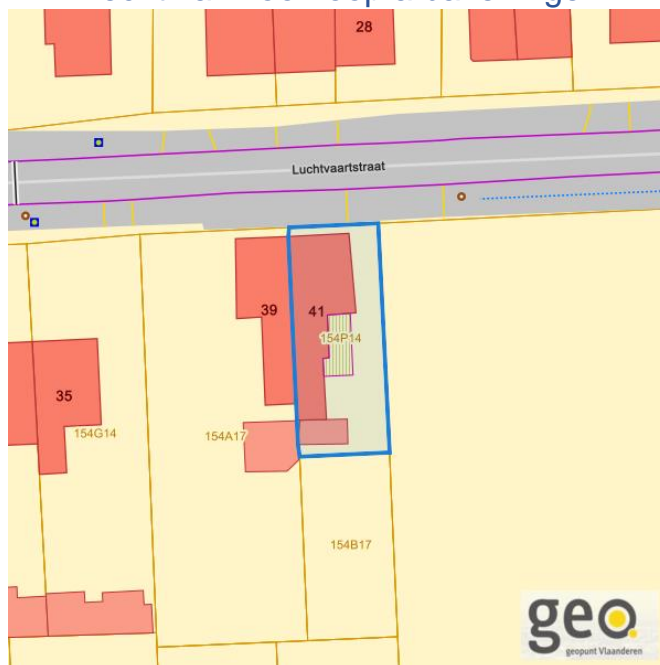 28
Luchtvaartstraat
39
41
154P14
35
154G14
154A17
154B17
geo
geopunt Vlaanderen